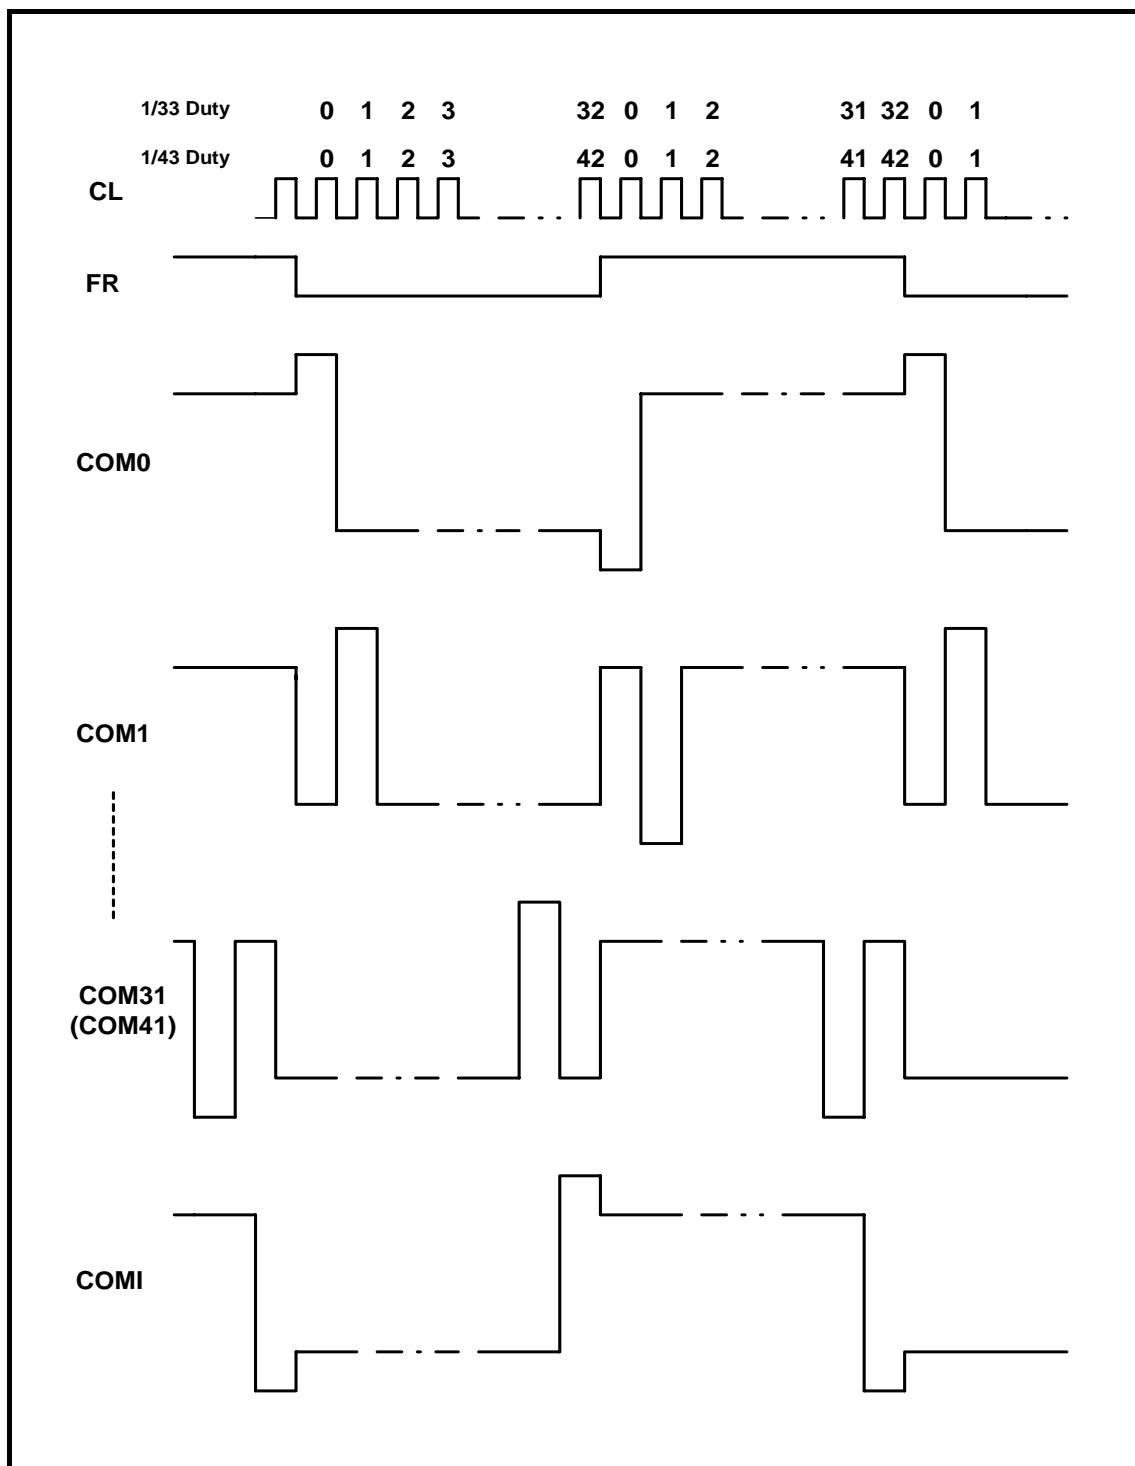 1/33 Duty 0 1 2 3 32 0 1 2 31 32 0 1
1/43 Duty 0 1 2 3 42 0 1 2 41 42 0 1
CL
FR
COM0
COM1
COM31
(COM41)
COMI